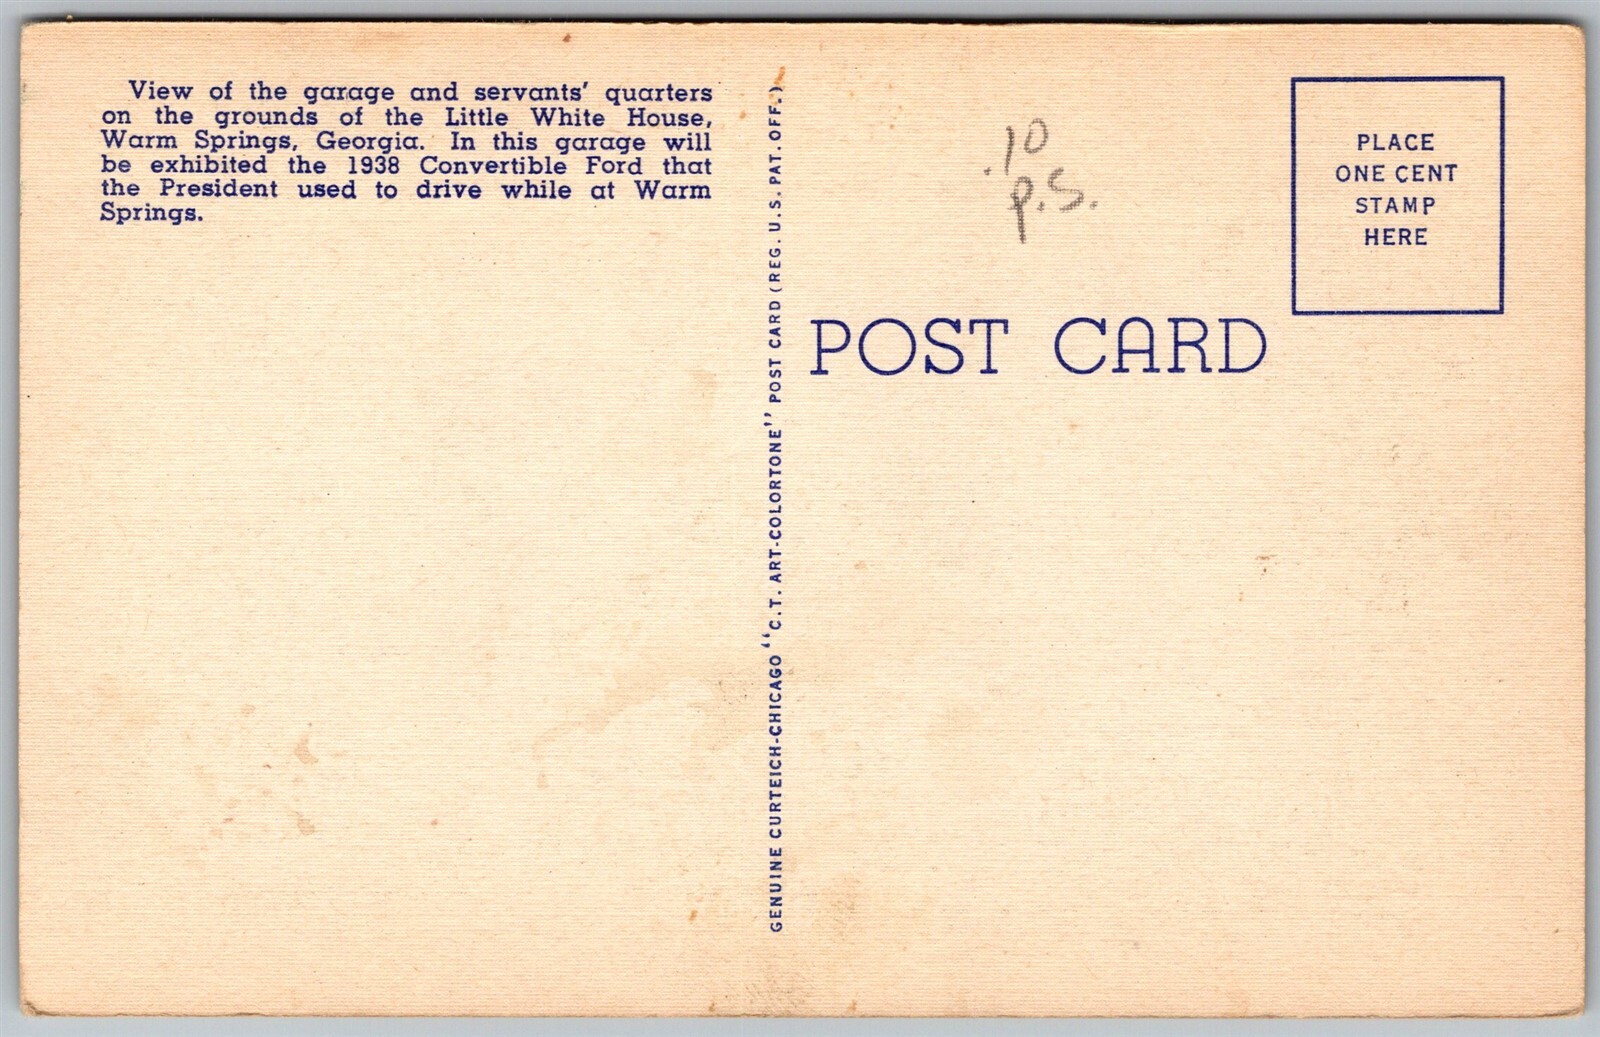 View of the garage and servants' quarters
on the grounds of the Little White House,
Warm Springs, Georgia. In this garage will
be exhibited the 1938 Convertible Ford that
the President used to drive while at Warm
Springs.
GENUINE CURTEICH-CHICAGO "C.T. ART-COLORTONE" POST CARD (REG. U.S. PAT. OFF.)
.10
P.S.
PLACE
ONE CENT
STAMP
HERE
POST CARD